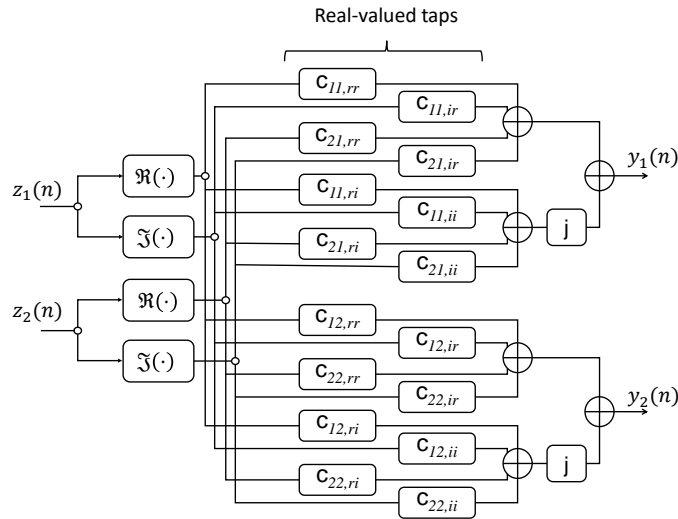 Real-valued taps
C11,rr
C11,ir
C21,rr
C21,ir
y1(n)
z1(n)
ℜ(·)
C11,ri
C11,ii
j
ℑ(·)
C21,ri
C21,ii
z2(n)
ℜ(·)
C12,rr
C12,ir
ℑ(·)
C22,rr
C22,ir
y2(n)
C12,ri
C12,ii
j
C22,ri
C22,ii